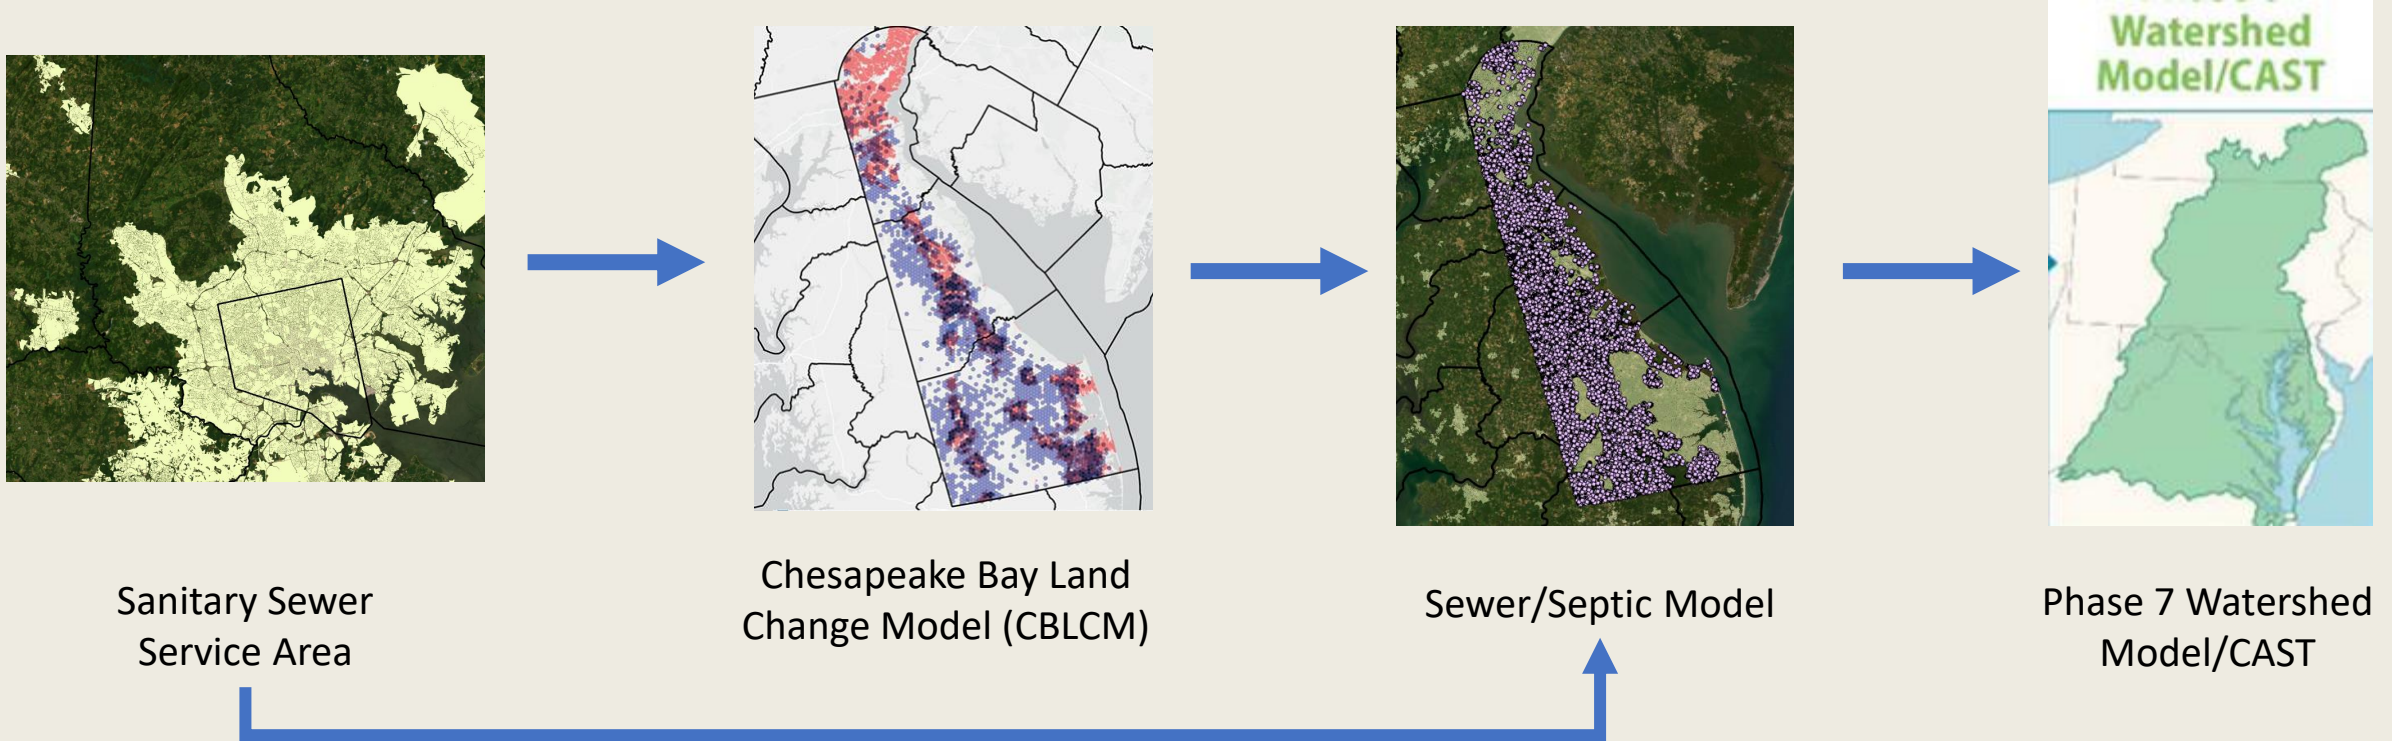 Watershed
Model/CAST
Sanitary Sewer
Service Area
Chesapeake Bay Land
Change Model (CBLCM)
Sewer/Septic Model
Phase 7 Watershed
Model/CAST